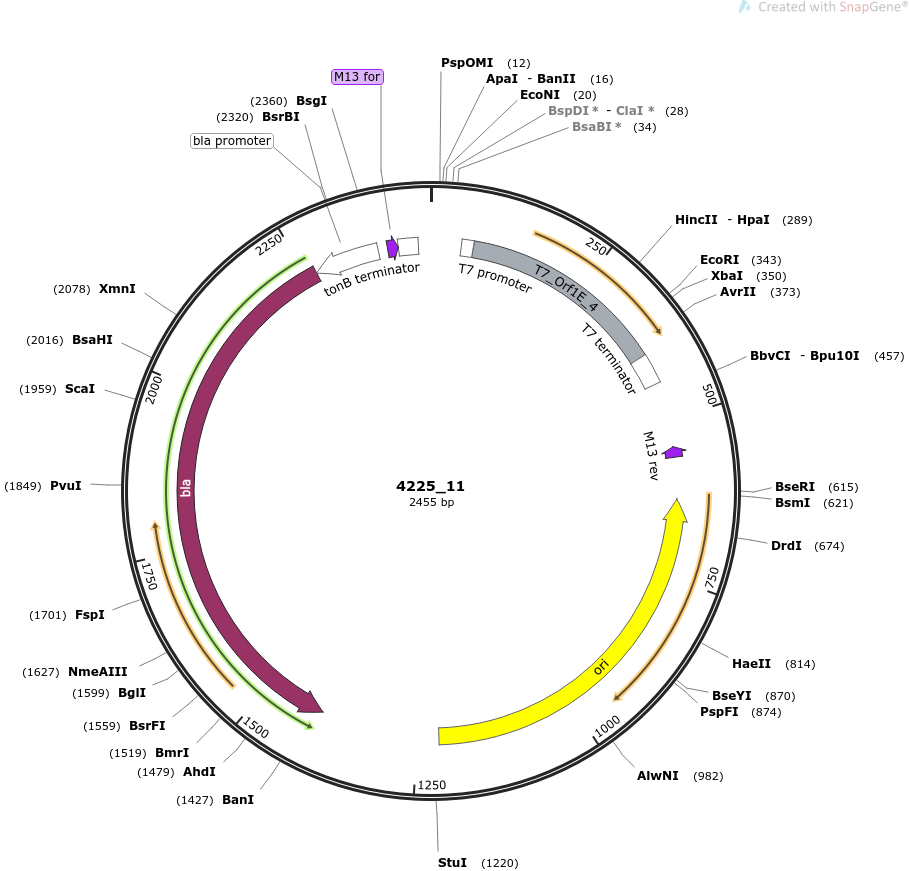 Created with SnapGene®
M13 for
PspOMI (12)
ApaI - BanII (16)
EcoNI (20)
BspDI * - ClaI * (28)
BsaBI * (34)
(2360) BsgI
(2320) BsrBI
bla promoter
HincII - HpaI (289)
EcoRI (343)
XbaI (350)
AvrII (373)
BbvCI - Bpu10I (457)
BseRI (615)
BsmI (621)
DrdI (674)
HaeII (814)
BseYI (870)
PspFI (874)
AlwNI (982)
StuI (1220)
(1427) BanI
(1479) AhdI
(1519) BmrI
(1559) BsrFI
(1599) BglI
(1627) NmeAIII
(1701) FspI
(1849) PvuI
(1959) ScaI
(2016) BsaHI
(2078) XmnI
250
500
750
1000
1250
1500
1750
2000
2250
tonB terminator
T7 promoter
T7_Orf1E_4
T7 terminator
M13 rev
ori
bla
4225_11
2455 bp